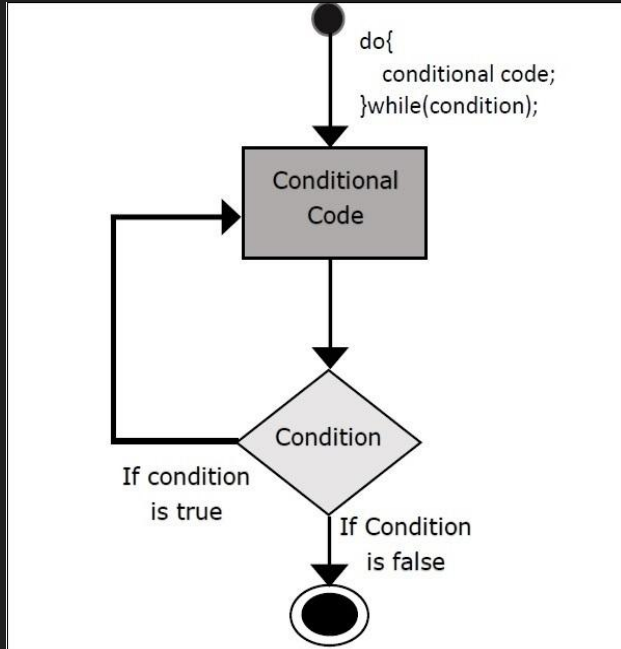 do{
conditional code;
}while(condition);
Conditional
Code
Condition
If condition
is true
If Condition
is false